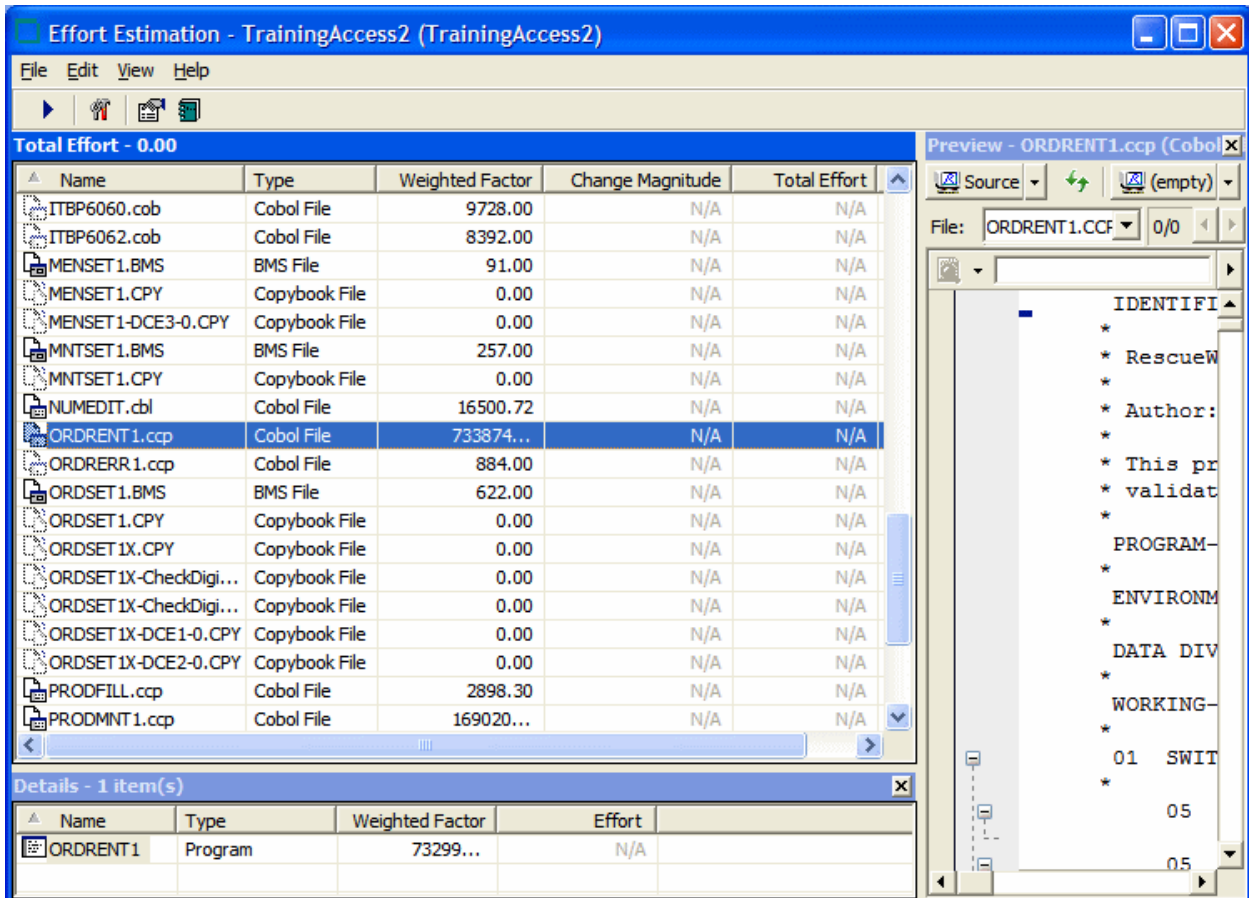 Effort Estimation - TrainingAccess2 (TrainingAccess2)
File Edit View Help
Total Effort - 0.00
Name Type Weighted Factor Change Magnitude Total Effort
ITBP6060.cob Cobol File 9728.00 N/A N/A
ITBP6062.cob Cobol File 8392.00 N/A N/A
MENSET1.BMS BMS File 91.00 N/A N/A
MENSET1.CPY Copybook File 0.00 N/A N/A
MENSET1-DCE3-0.CPY Copybook File 0.00 N/A N/A
MNTSET1.BMS BMS File 257.00 N/A N/A
MNTSET1.CPY Copybook File 0.00 N/A N/A
NUMEDIT.cbl Cobol File 16500.72 N/A N/A
ORDRENT1.ccp Cobol File 733874... N/A N/A
ORDRERR1.ccp Cobol File 884.00 N/A N/A
ORDSET1.BMS BMS File 622.00 N/A N/A
ORDSET1.CPY Copybook File 0.00 N/A N/A
ORDSET1X.CPY Copybook File 0.00 N/A N/A
ORDSET1X-CheckDigi... Copybook File 0.00 N/A N/A
ORDSET1X-CheckDigi... Copybook File 0.00 N/A N/A
ORDSET1X-DCE1-0.CPY Copybook File 0.00 N/A N/A
ORDSET1X-DCE2-0.CPY Copybook File 0.00 N/A N/A
PRODFILL.ccp Cobol File 2898.30 N/A N/A
PRODMNT1.ccp Cobol File 169020... N/A N/A
Details - 1 item(s)
Name Type Weighted Factor Effort
ORDRENT1 Program 73299... N/A
Preview - ORDRENT1.ccp (Cobol
Source (empty)
File: ORDRENT1.CCP 0/0
IDENTIFI
*
* RescueW
*
* Author:
*
* This pr
* validat
*
PROGRAM-
*
ENVIRONM
*
DATA DIV
*
WORKING-
*
01 SWIT
*
05
05